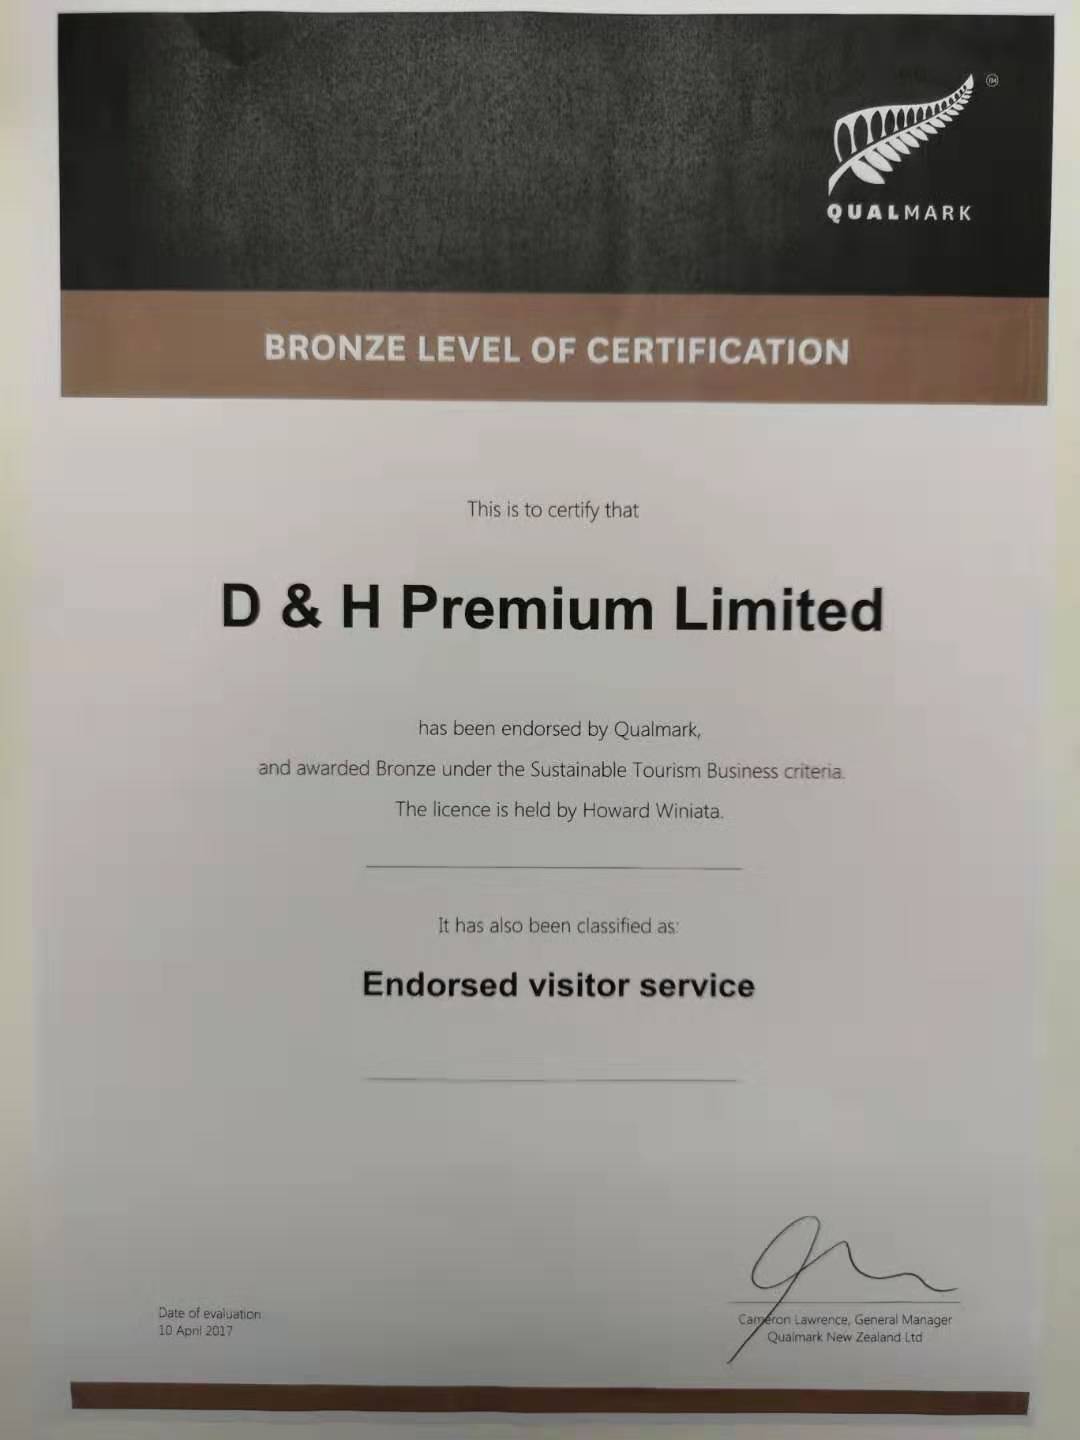 TM
QUALMARK
BRONZE LEVEL OF CERTIFICATION
This is to certify that
D & H Premium Limited
has been endorsed by Qualmark,
and awarded Bronze under the Sustainable Tourism Business criteria.
The licence is held by Howard Winiata.
It has also been classified as:
Endorsed visitor service
Date of evaluation
10 April 2017
Cameron Lawrence, General Manager
Qualmark New Zealand Ltd